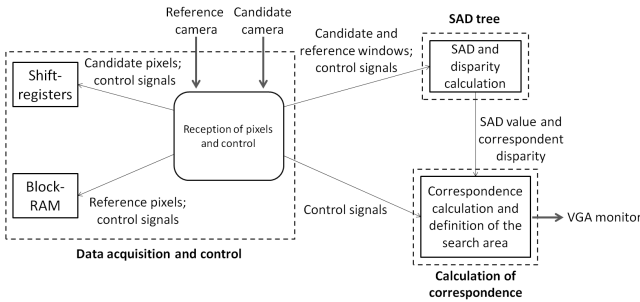 Reference
camera
Candidate
camera
SAD tree
Candidate and
reference windows;
control signals
Candidate pixels;
control signals
Shift-
registers
SAD and
disparity
calculation
Reception of pixels
and control
SAD value and
correspondent
disparity
Block-
RAM
Reference pixels;
control signals
Control signals
Correspondence
calculation and
definition of the
search area
VGA monitor
Data acquisition and control
Calculation of
correspondence